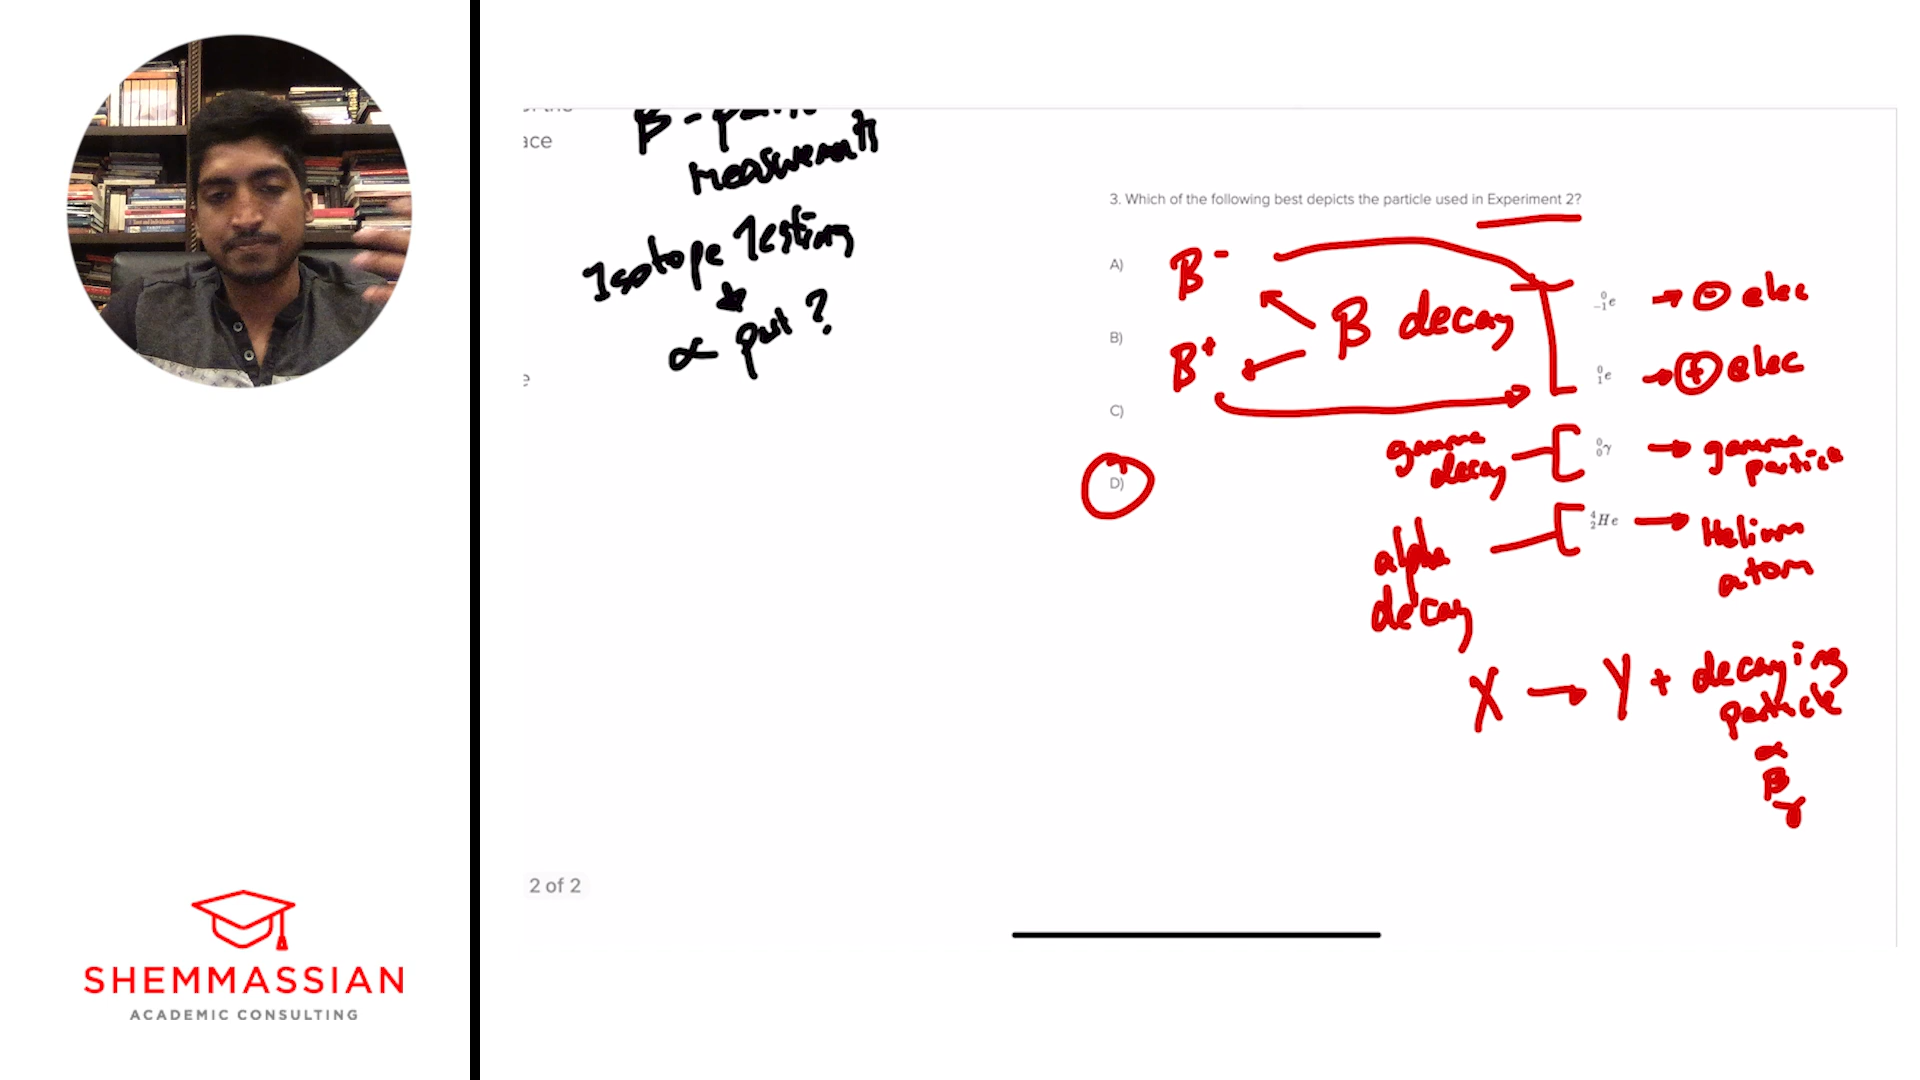 ace
B - part
measurements
Isotope Testing
∝ part ?
e
2 of 2
3. Which of the following best depicts the particle used in Experiment 2?
A)
B)
C)
D)
B⁻
B⁺
B decay
⁰₋₁e → ⊖ elec
⁰₁e → ⊕ elec
gamma
decay
⁰₀γ → gamma
particle
alpha
decay
⁴₂He → Helium
atom
X → Y + decaying
particle
∝
B
γ
SHEMMASSIAN
ACADEMIC CONSULTING